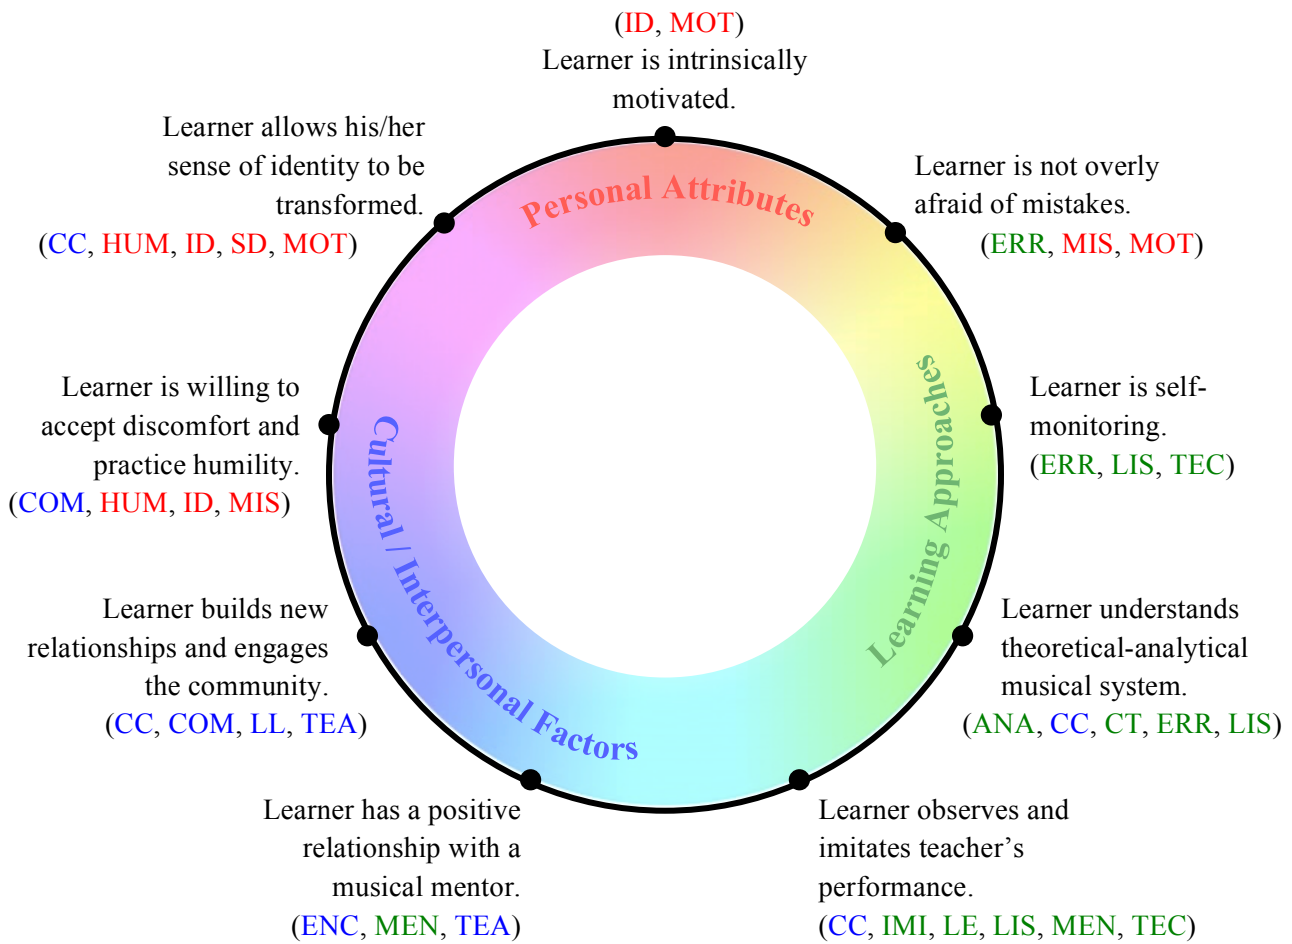 (ID, MOT)
Learner is intrinsically
motivated.
Learner allows his/her
sense of identity to be
transformed.
(CC, HUM, ID, SD, MOT)
Learner is not overly
afraid of mistakes.
(ERR, MIS, MOT)
Personal Attributes
Learner is willing to
accept discomfort and
practice humility.
(COM, HUM, ID, MIS)
Learner is self-
monitoring.
(ERR, LIS, TEC)
Cultural / Interpersonal Factors
Learning Approaches
Learner builds new
relationships and engages
the community.
(CC, COM, LL, TEA)
Learner understands
theoretical-analytical
musical system.
(ANA, CC, CT, ERR, LIS)
Learner has a positive
relationship with a
musical mentor.
(ENC, MEN, TEA)
Learner observes and
imitates teacher’s
performance.
(CC, IMI, LE, LIS, MEN, TEC)